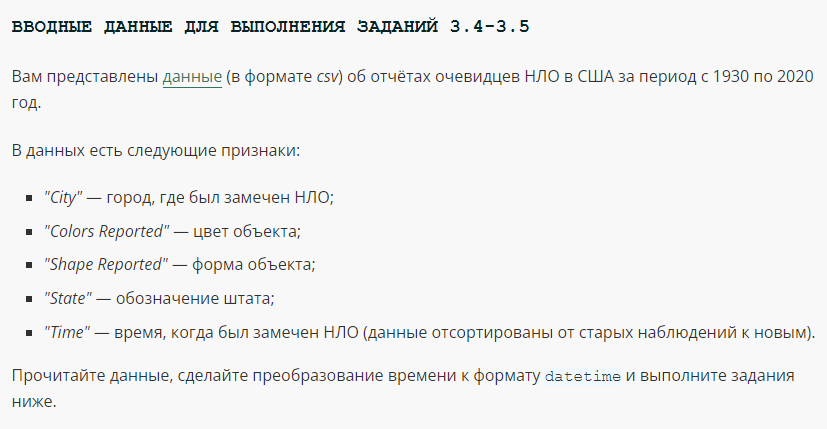 ВВОДНЫЕ ДАННЫЕ ДЛЯ ВЫПОЛНЕНИЯ ЗАДАНИЙ 3.4-3.5
Вам представлены данные (в формате csv) об отчётах очевидцев НЛО в США за период с 1930 по 2020
год.
В данных есть следующие признаки:
"City" — город, где был замечен НЛО;
"Colors Reported" — цвет объекта;
"Shape Reported" — форма объекта;
"State" — обозначение штата;
"Time" — время, когда был замечен НЛО (данные отсортированы от старых наблюдений к новым).
Прочитайте данные, сделайте преобразование времени к формату datetime и выполните задания
ниже.